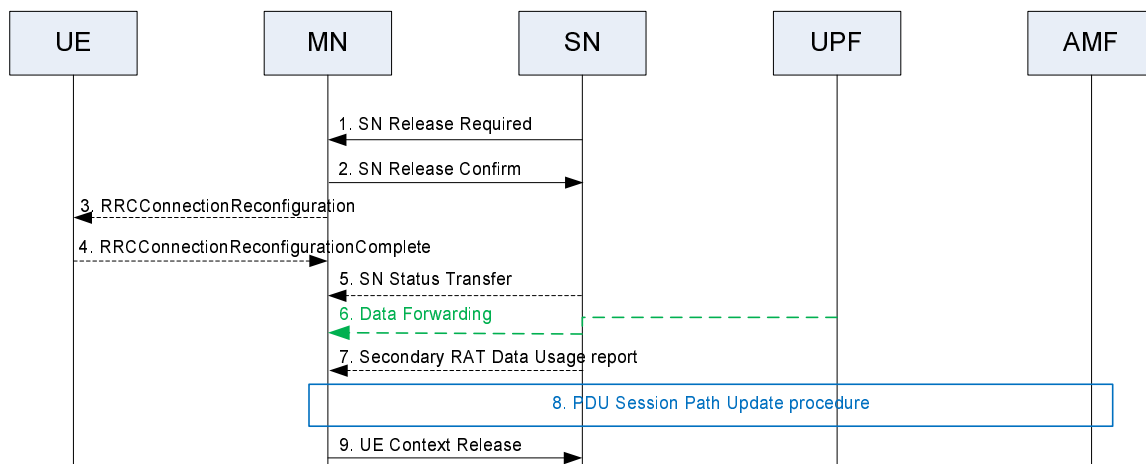 UE MN SN UPF AMF
1. SN Release Required
2. SN Release Confirm
3. RRCConnectionReconfiguration
4. RRCConnectionReconfigurationComplete
5. SN Status Transfer
6. Data Forwarding
7. Secondary RAT Data Usage report
8. PDU Session Path Update procedure
9. UE Context Release